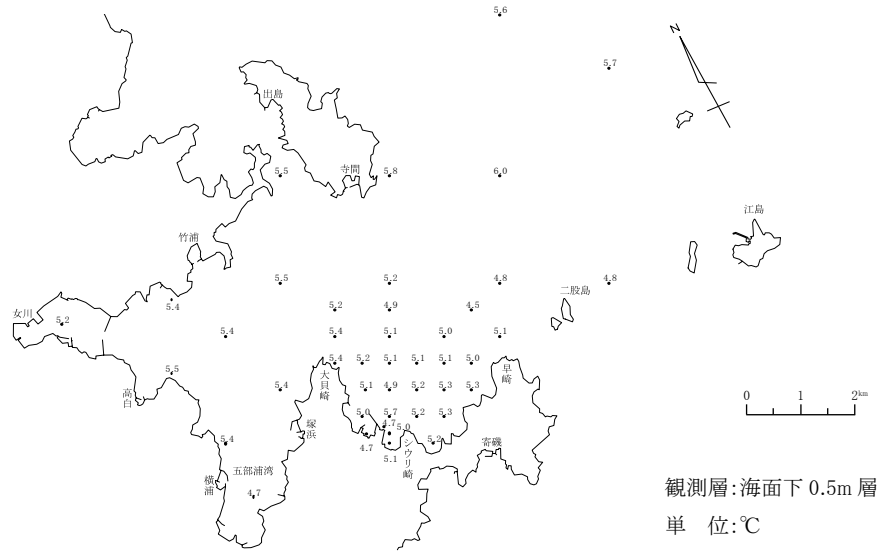 5.6
5.7
N
出島
5.5
寺間
5.8
6.0
江島
竹浦
5.5
5.2
4.8
4.8
二股島
5.4
5.2
4.9
4.5
女川
5.2
5.4
5.4
5.1
5.0
5.1
5.4
5.2
5.1
5.1
5.1
5.0
早崎
5.5
大貝崎
高白
5.4
5.1
4.9
5.2
5.3
5.3
0
1
2km
5.0
5.7
5.2
5.3
塚浜
4.7
5.0
5.4
4.7
5.1
シウリ崎
5.2
寄磯
横浦
五部浦湾
4.7
観測層:海面下 0.5m 層
単 位:℃